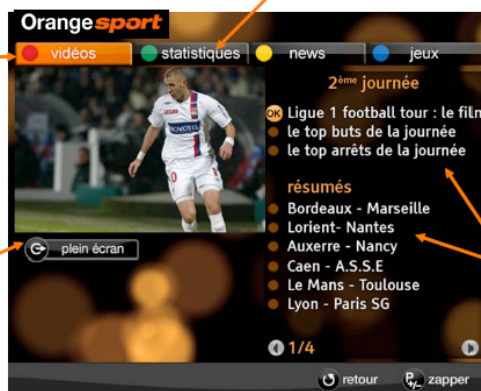 Orange sport
vidéos
statistiques
news
jeux
2ème journée
OK Ligue 1 football tour : le film
le top buts de la journée
le top arrêts de la journée
résumés
Bordeaux - Marseille
Lorient- Nantes
Auxerre - Nancy
Caen - A.S.S.E
Le Mans - Toulouse
Lyon - Paris SG
plein écran
1/4
retour
P+/- zapper
NOVOTEL